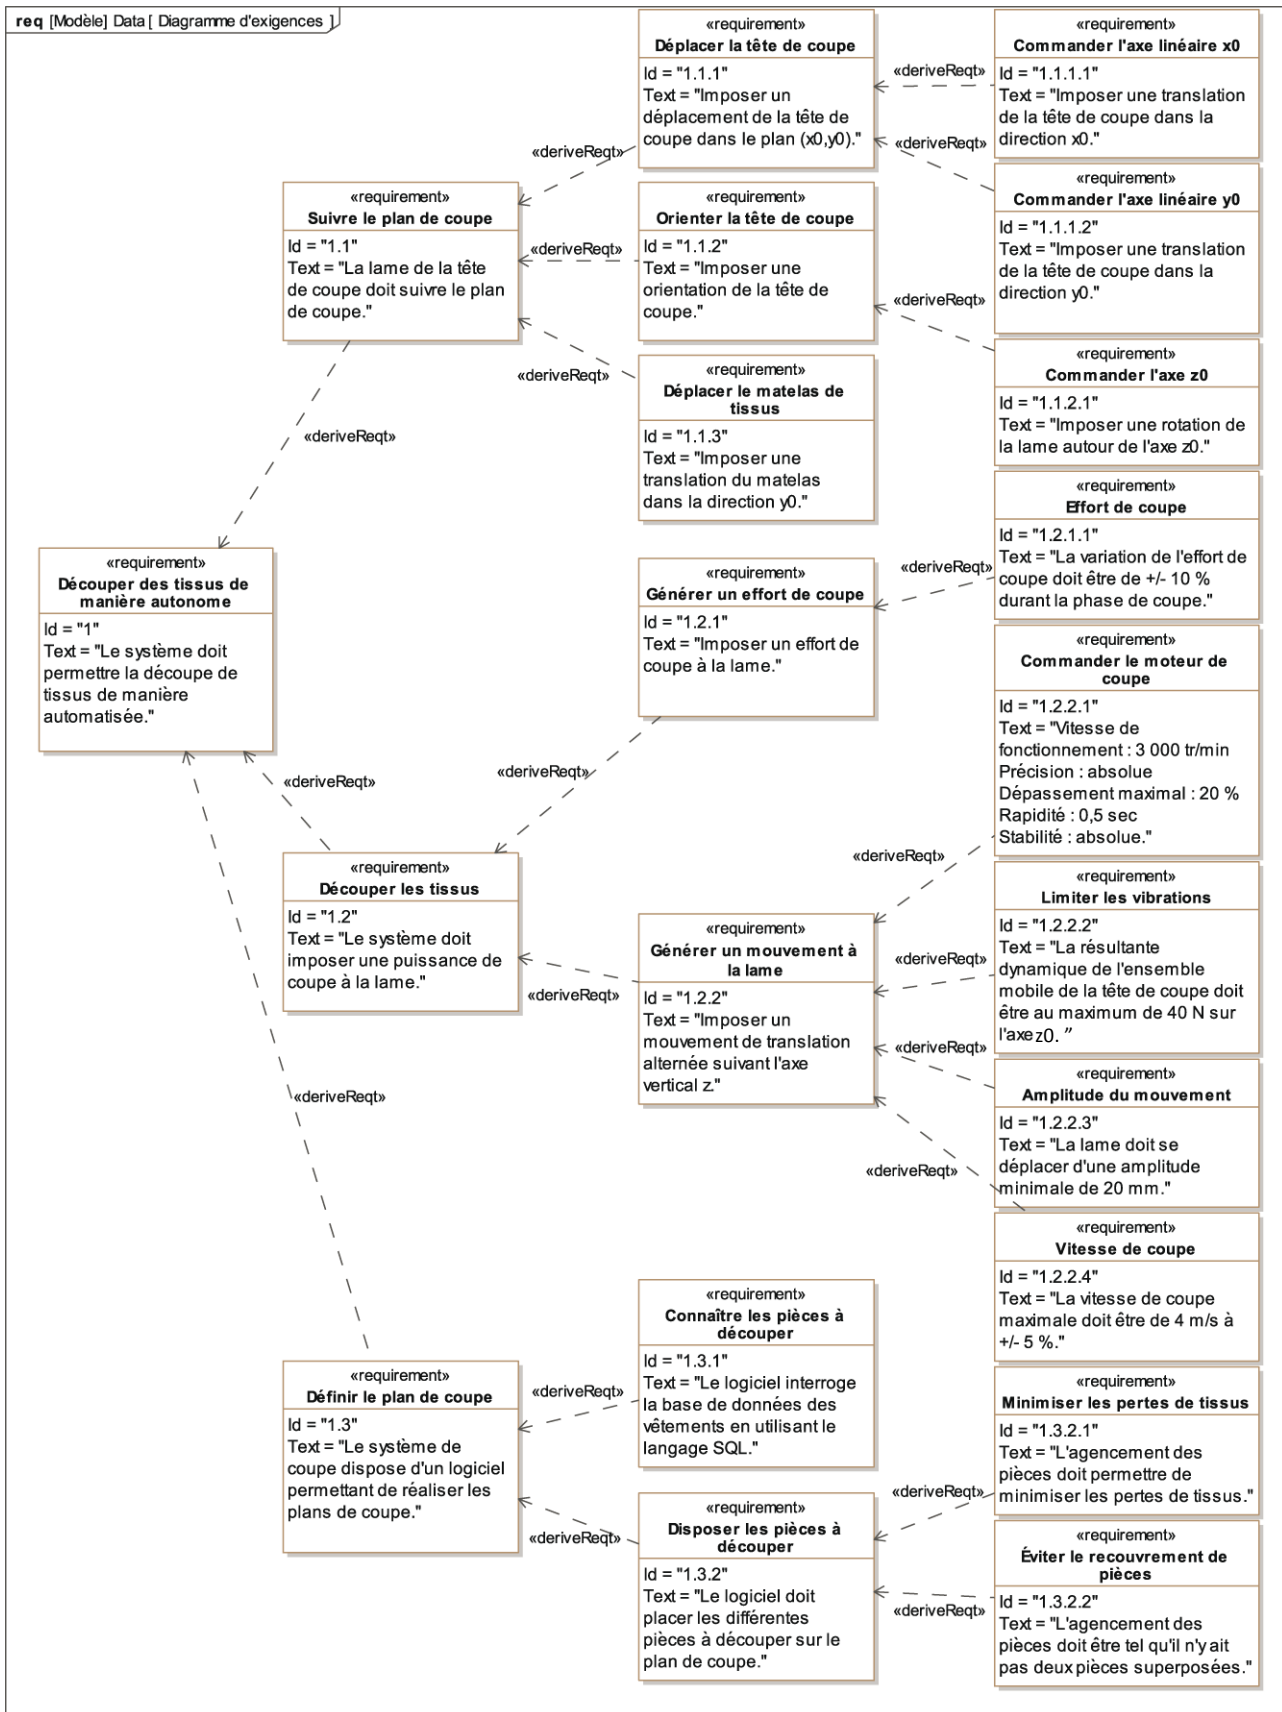 req [Modèle] Data [ Diagramme d'exigences ]
«requirement»
Découper des tissus de
manière autonome
Id = "1"
Text = "Le système doit
permettre la découpe de
tissus de manière
automatisée."
«deriveReqt»
«deriveReqt»
«deriveReqt»
«requirement»
Suivre le plan de coupe
Id = "1.1"
Text = "La lame de la tête
de coupe doit suivre le plan
de coupe."
«deriveReqt»
«deriveReqt»
«deriveReqt»
«requirement»
Déplacer la tête de coupe
Id = "1.1.1"
Text = "Imposer un
déplacement de la tête de
coupe dans le plan (x0,y0)."
«deriveReqt»
«deriveReqt»
«requirement»
Commander l'axe linéaire x0
Id = "1.1.1.1"
Text = "Imposer une translation
de la tête de coupe dans la
direction x0."
«requirement»
Commander l'axe linéaire y0
Id = "1.1.1.2"
Text = "Imposer une translation
de la tête de coupe dans la
direction y0."
«requirement»
Orienter la tête de coupe
Id = "1.1.2"
Text = "Imposer une
orientation de la tête de
coupe."
«deriveReqt»
«requirement»
Commander l'axe z0
Id = "1.1.2.1"
Text = "Imposer une rotation de
la lame autour de l'axe z0."
«requirement»
Déplacer le matelas de
tissus
Id = "1.1.3"
Text = "Imposer une
translation du matelas
dans la direction y0."
«requirement»
Découper les tissus
Id = "1.2"
Text = "Le système doit
imposer une puissance de
coupe à la lame."
«deriveReqt»
«deriveReqt»
«requirement»
Générer un effort de coupe
Id = "1.2.1"
Text = "Imposer un effort de
coupe à la lame."
«deriveReqt»
«requirement»
Effort de coupe
Id = "1.2.1.1"
Text = "La variation de l'effort de
coupe doit être de +/- 10 %
durant la phase de coupe."
«requirement»
Générer un mouvement à
la lame
Id = "1.2.2"
Text = "Imposer un
mouvement de translation
alternée suivant l'axe
vertical z."
«deriveReqt»
«deriveReqt»
«deriveReqt»
«deriveReqt»
«requirement»
Commander le moteur de
coupe
Id = "1.2.2.1"
Text = "Vitesse de
fonctionnement : 3 000 tr/min
Précision : absolue
Dépassement maximal : 20 %
Rapidité : 0,5 sec
Stabilité : absolue."
«requirement»
Limiter les vibrations
Id = "1.2.2.2"
Text = "La résultante
dynamique de l'ensemble
mobile de la tête de coupe doit
être au maximum de 40 N sur
l'axe z0. ”
«requirement»
Amplitude du mouvement
Id = "1.2.2.3"
Text = "La lame doit se
déplacer d'une amplitude
minimale de 20 mm."
«requirement»
Vitesse de coupe
Id = "1.2.2.4"
Text = "La vitesse de coupe
maximale doit être de 4 m/s à
+/- 5 %."
«requirement»
Définir le plan de coupe
Id = "1.3"
Text = "Le système de
coupe dispose d'un logiciel
permettant de réaliser les
plans de coupe."
«deriveReqt»
«deriveReqt»
«requirement»
Connaître les pièces à
découper
Id = "1.3.1"
Text = "Le logiciel interroge
la base de données des
vêtements en utilisant le
langage SQL."
«requirement»
Disposer les pièces à
découper
Id = "1.3.2"
Text = "Le logiciel doit
placer les différentes
pièces à découper sur le
plan de coupe."
«deriveReqt»
«deriveReqt»
«requirement»
Minimiser les pertes de tissus
Id = "1.3.2.1"
Text = "L'agencement des
pièces doit permettre de
minimiser les pertes de tissus."
«requirement»
Éviter le recouvrement de
pièces
Id = "1.3.2.2"
Text = "L'agencement des
pièces doit être tel qu'il n'y ait
pas deux pièces superposées."